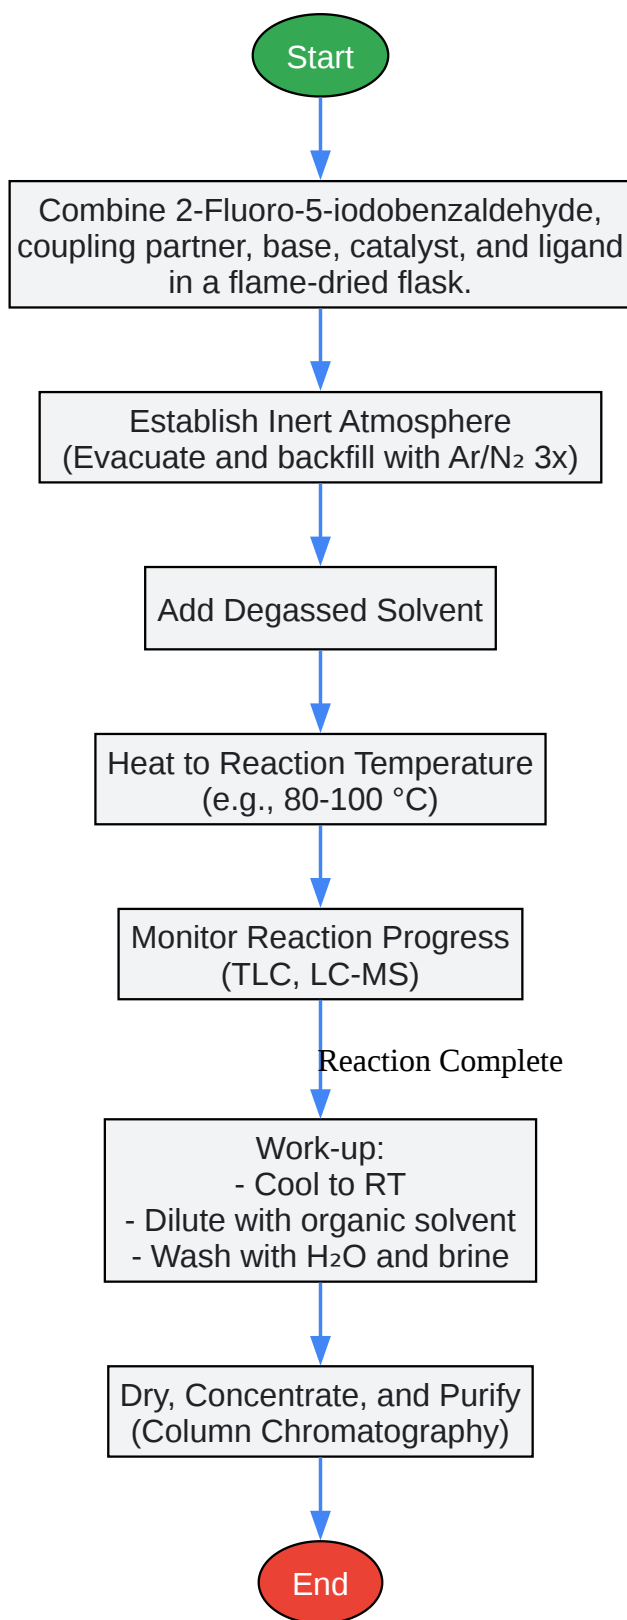 Start
Combine 2-Fluoro-5-iodobenzaldehyde,
coupling partner, base, catalyst, and ligand
in a flame-dried flask.
Establish Inert Atmosphere
(Evacuate and backfill with Ar/N₂ 3x)
Add Degassed Solvent
Heat to Reaction Temperature
(e.g., 80-100 °C)
Monitor Reaction Progress
(TLC, LC-MS)
Reaction Complete
Work-up:
- Cool to RT
- Dilute with organic solvent
- Wash with H₂O and brine
Dry, Concentrate, and Purify
(Column Chromatography)
End